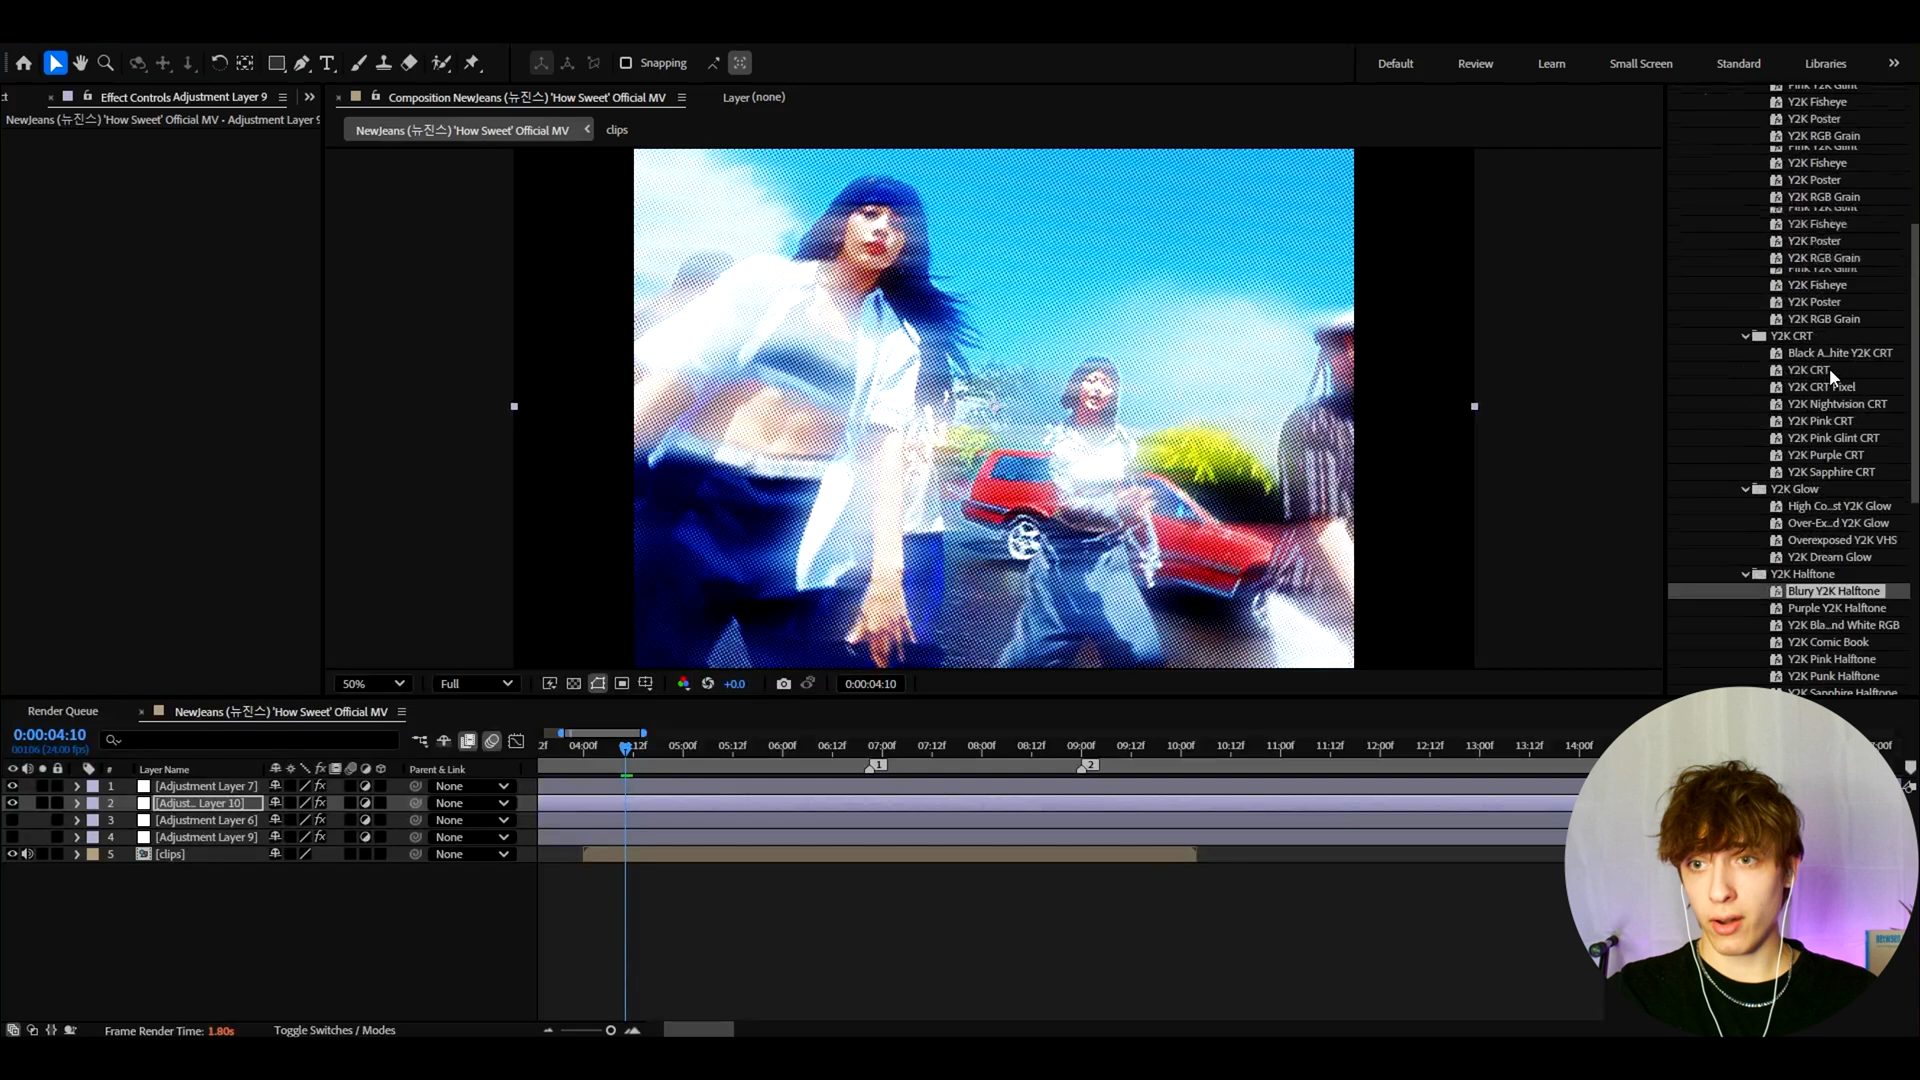 Snapping
Default
Review
Learn
Small Screen
Standard
Libraries
Effect Controls Adjustment Layer 9
Composition NewJeans (뉴진스) 'How Sweet' Official MV
Layer (none)
NewJeans (뉴진스) 'How Sweet' Official MV - Adjustment Layer 9
NewJeans (뉴진스) 'How Sweet' Official MV
clips
Pink Y2K Glint
Y2K Fisheye
Y2K Poster
Y2K RGB Grain
Pink Y2K Glint
Y2K Fisheye
Y2K Poster
Y2K RGB Grain
Pink Y2K Glint
Y2K Fisheye
Y2K Poster
Y2K RGB Grain
Pink Y2K Glint
Y2K Fisheye
Y2K Poster
Y2K RGB Grain
Y2K CRT
Black A...hite Y2K CRT
Y2K CRT
Y2K CRT Pixel
Y2K Nightvision CRT
Y2K Pink CRT
Y2K Pink Glint CRT
Y2K Purple CRT
Y2K Sapphire CRT
Y2K Glow
High Co...st Y2K Glow
Over-Ex...d Y2K Glow
Overexposed Y2K VHS
Y2K Dream Glow
Y2K Halftone
Blury Y2K Halftone
Purple Y2K Halftone
Y2K Bla...nd White RGB
Y2K Comic Book
Y2K Pink Halftone
Y2K Punk Halftone
Y2K Sapphire Halftone
50%
Full
+0.0
0:00:04:10
Render Queue
NewJeans (뉴진스) 'How Sweet' Official MV
0:00:04:10
00106 (24.00 fps)
2f
04:00f
04:12f
05:00f
05:12f
06:00f
06:12f
07:00f
07:12f
08:00f
08:12f
09:00f
09:12f
10:00f
10:12f
11:00f
11:12f
12:00f
12:12f
13:00f
13:12f
14:00f
1
2
#
Layer Name
fx
Parent & Link
1
[Adjustment Layer 7]
fx
None
2
[Adjust... Layer 10]
fx
None
3
[Adjustment Layer 6]
fx
None
4
[Adjustment Layer 9]
fx
None
5
[clips]
None
Frame Render Time: 1.80s
Toggle Switches / Modes